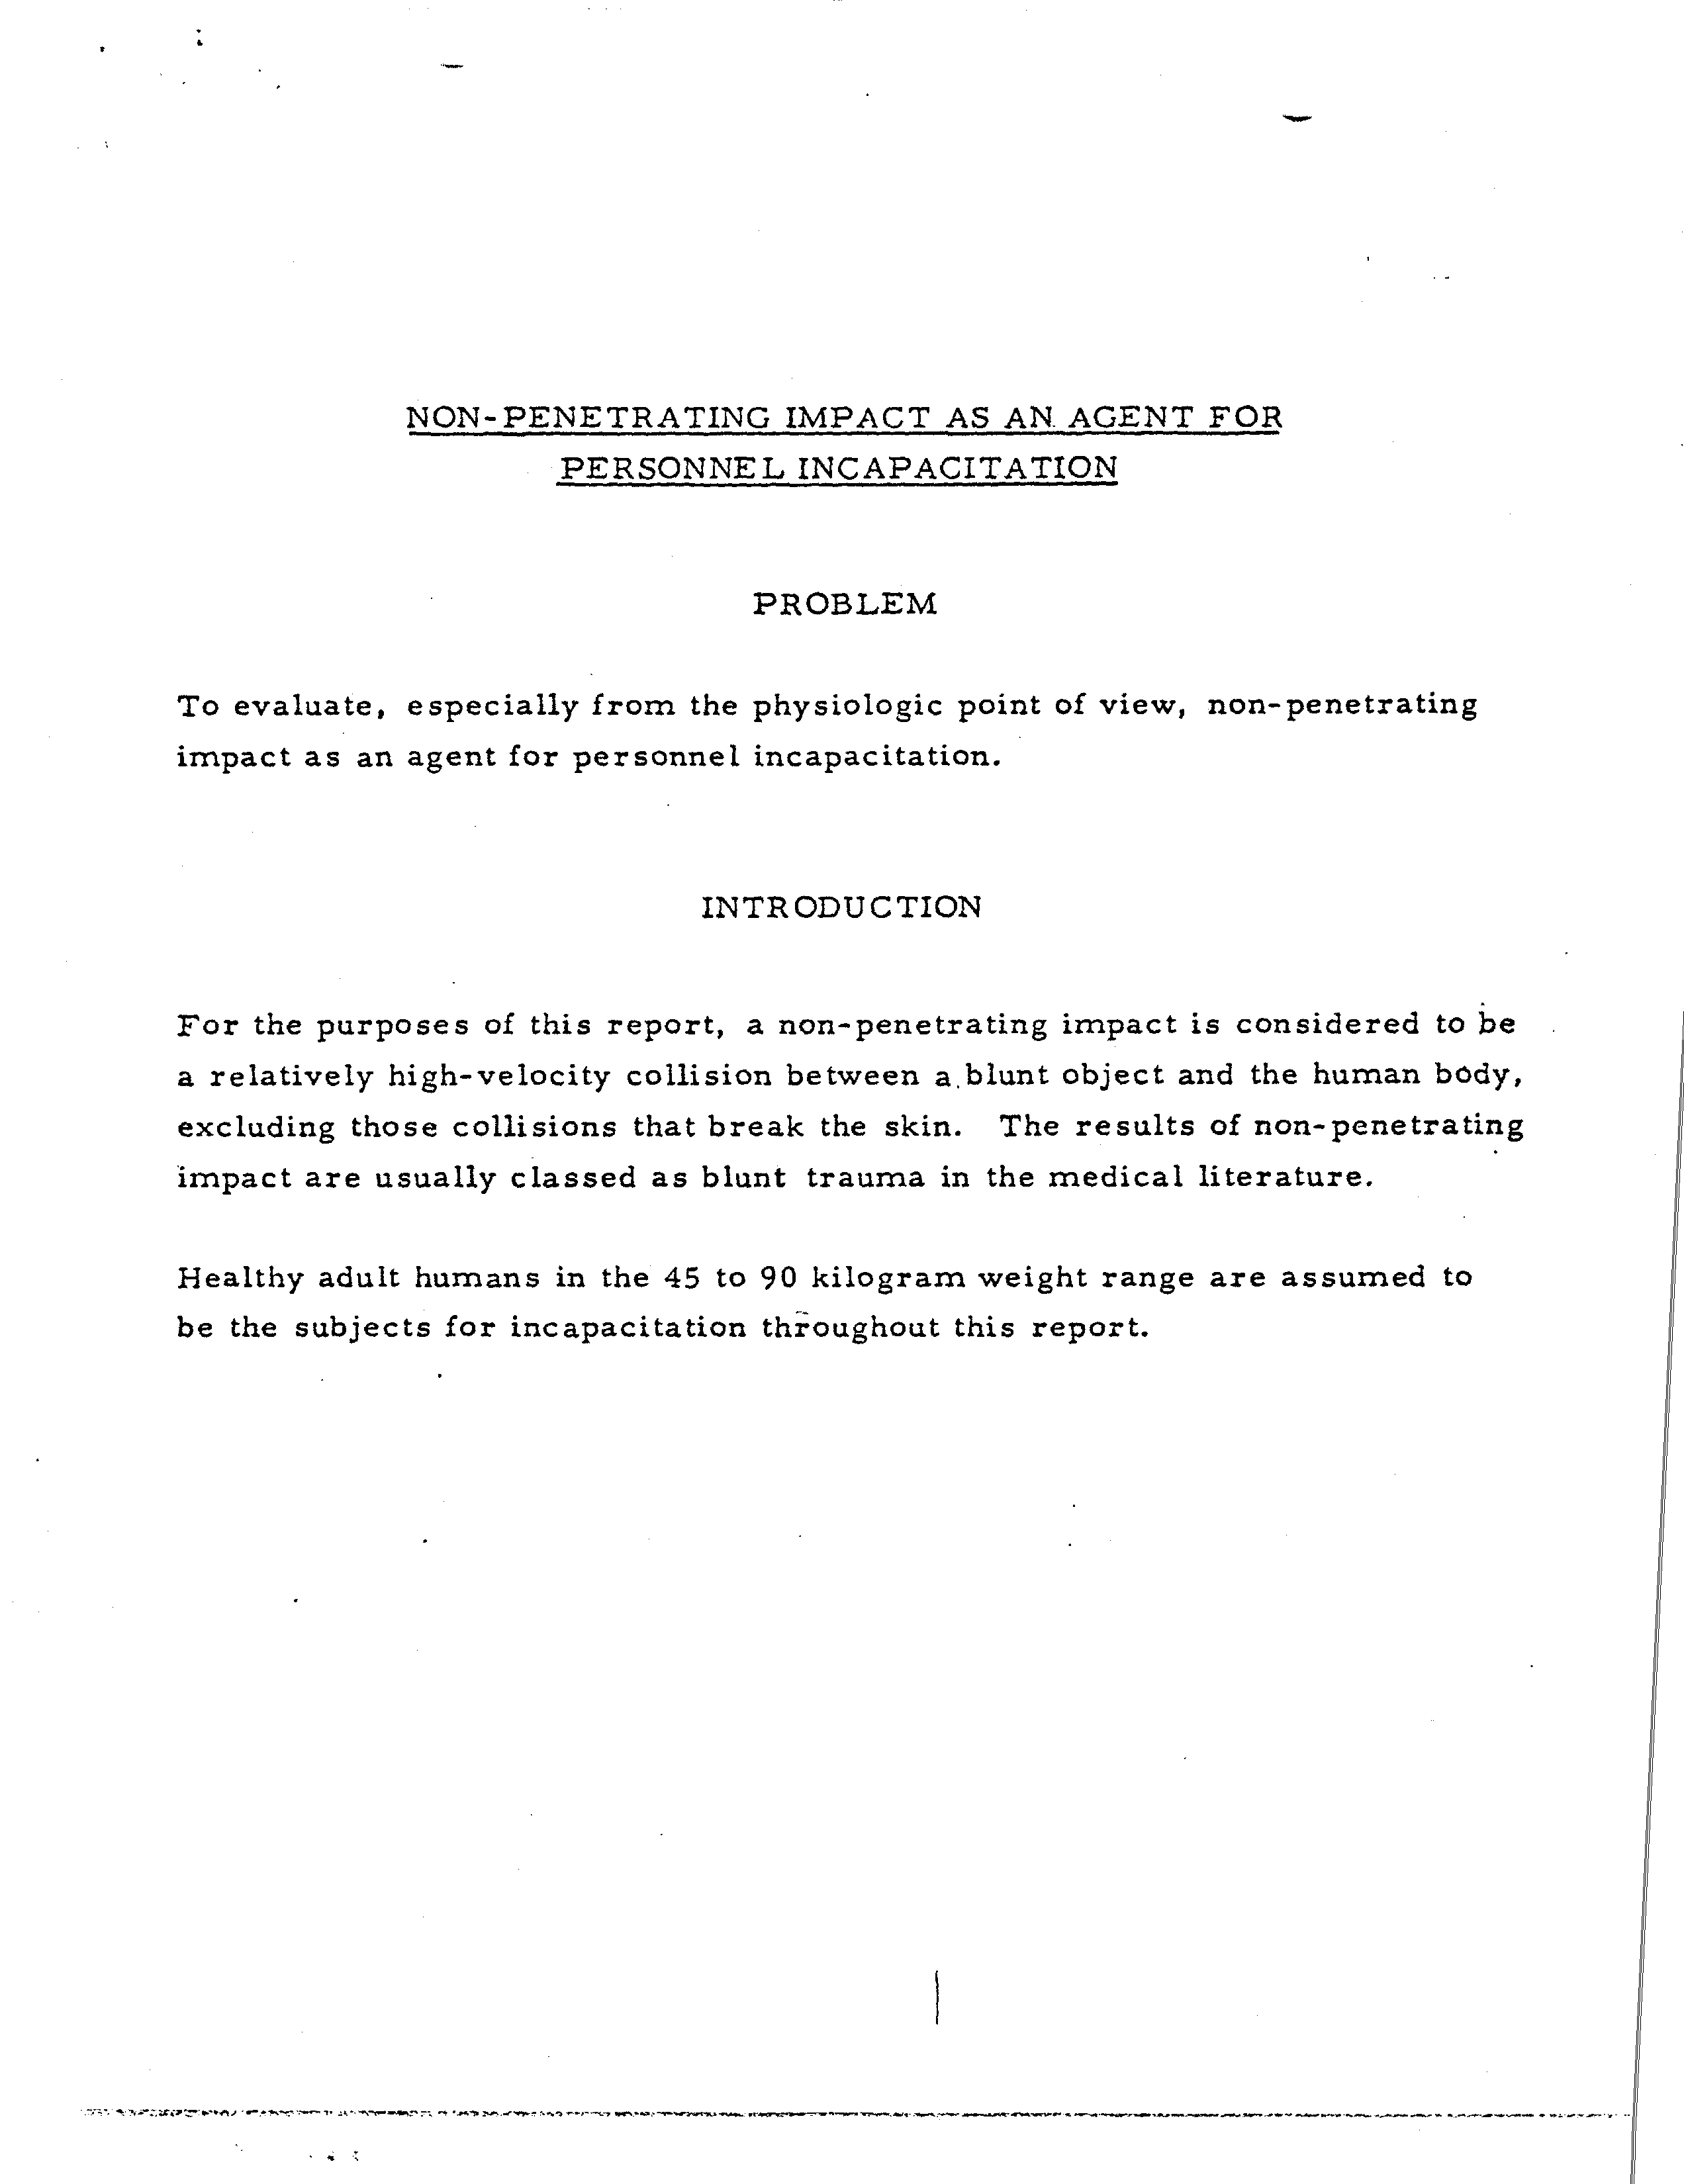 NON-PENETRATING IMPACT AS AN AGENT FOR
PERSONNEL INCAPACITATION
PROBLEM
To evaluate, especially from the physiologic point of view, non-penetrating
impact as an agent for personnel incapacitation.
INTRODUCTION
For the purposes of this report, a non-penetrating impact is considered to be
a relatively high-velocity collision between a blunt object and the human body,
excluding those collisions that break the skin. The results of non-penetrating
impact are usually classed as blunt trauma in the medical literature.
Healthy adult humans in the 45 to 90 kilogram weight range are assumed to
be the subjects for incapacitation throughout this report.